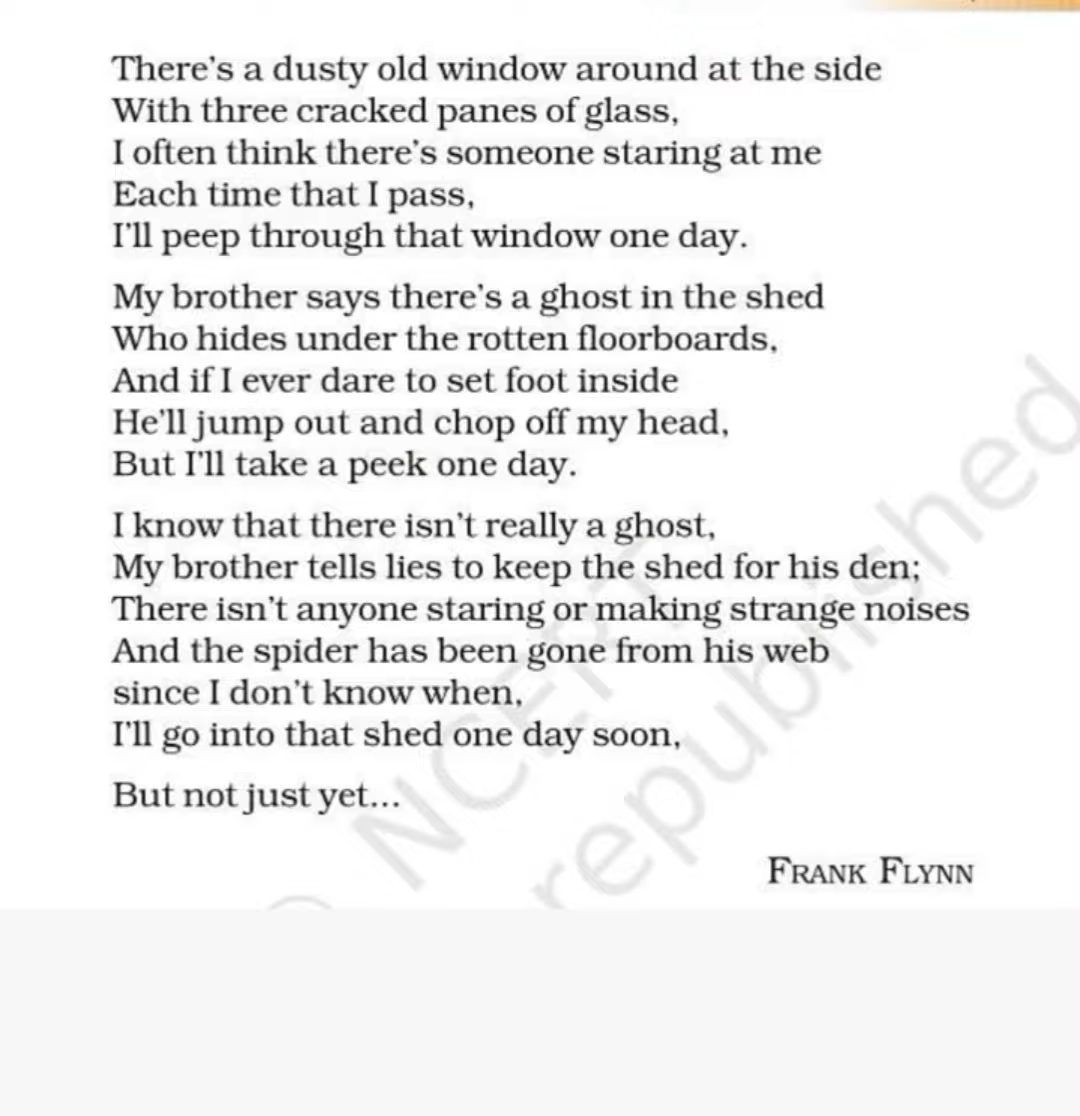 There's a dusty old window around at the side
With three cracked panes of glass,
I often think there's someone staring at me
Each time that I pass,
I'll peep through that window one day.
My brother says there's a ghost in the shed
Who hides under the rotten floorboards,
And if I ever dare to set foot inside
He'll jump out and chop off my head,
But I'll take a peek one day.
I know that there isn't really a ghost,
My brother tells lies to keep the shed for his den;
There isn't anyone staring or making strange noises
And the spider has been gone from his web
since I don't know when,
I'll go into that shed one day soon,
But not just yet...
FRANK FLYNN
© NCERT
republished